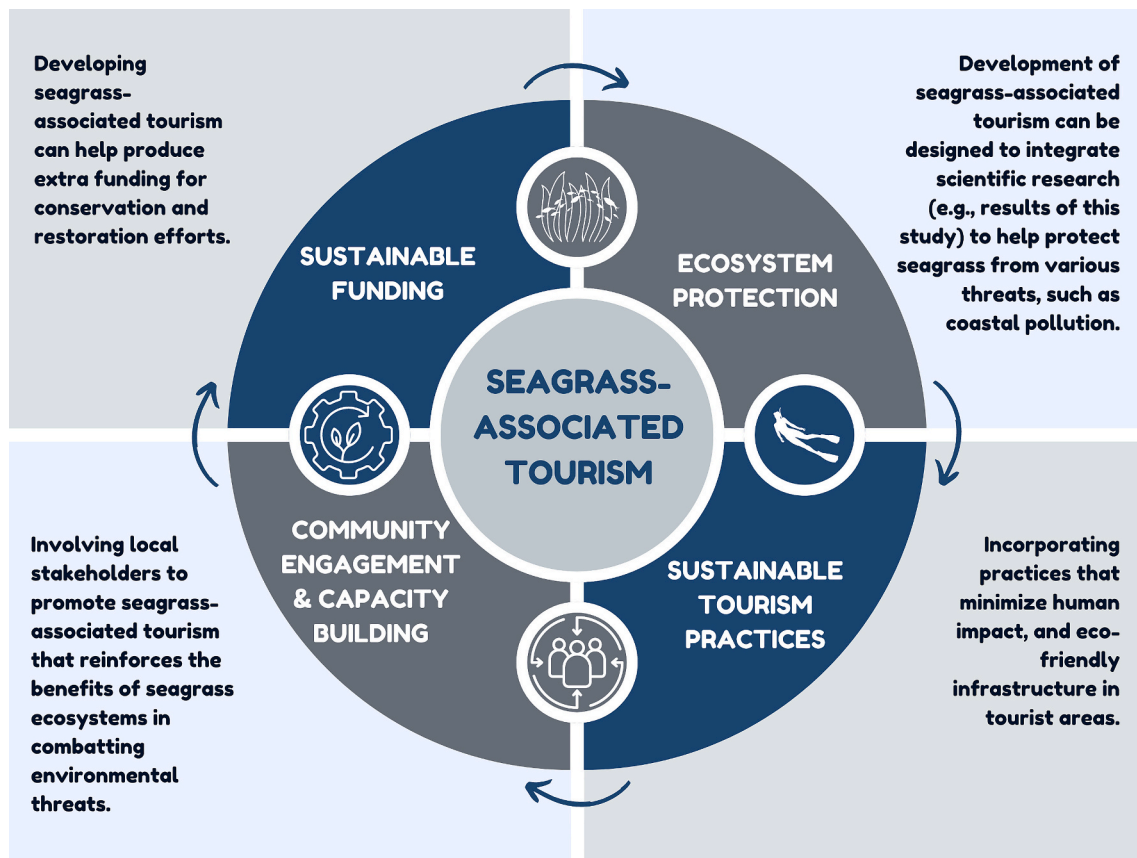 Developing
seagrass-
associated tourism
can help produce
extra funding for
conservation and
restoration efforts.
Development of
seagrass-associated
tourism can be
designed to integrate
scientific research
(e.g., results of this
study) to help protect
seagrass from various
threats, such as
coastal pollution.
SUSTAINABLE
FUNDING
ECOSYSTEM
PROTECTION
SEAGRASS-
ASSOCIATED
TOURISM
COMMUNITY
ENGAGEMENT
& CAPACITY
BUILDING
SUSTAINABLE
TOURISM
PRACTICES
Involving local
stakeholders to
promote seagrass-
associated tourism
that reinforces the
benefits of seagrass
ecosystems in
combatting
environmental
threats.
Incorporating
practices that
minimize human
impact, and eco-
friendly
infrastructure in
tourist areas.